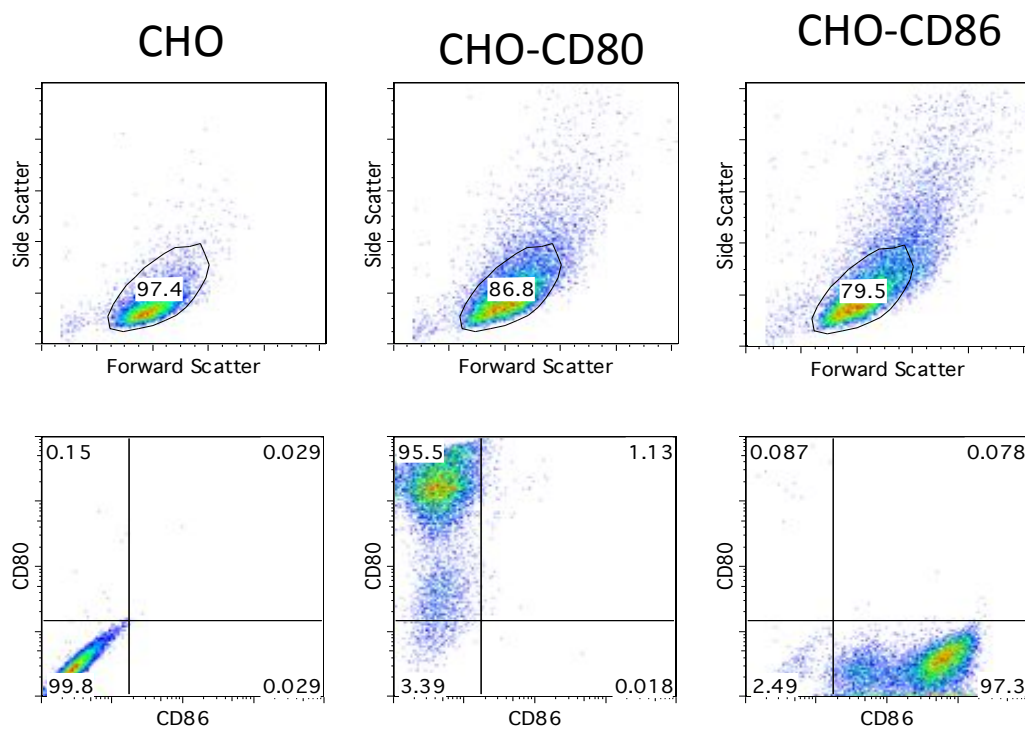 CHO
CHO-CD80
CHO-CD86
Side Scatter
97.4
Forward Scatter
Side Scatter
86.8
Forward Scatter
Side Scatter
79.5
Forward Scatter
CD80
0.15
0.029
99.8
0.029
CD86
CD80
95.5
1.13
3.39
0.018
CD86
CD80
0.087
0.078
2.49
97.3
CD86